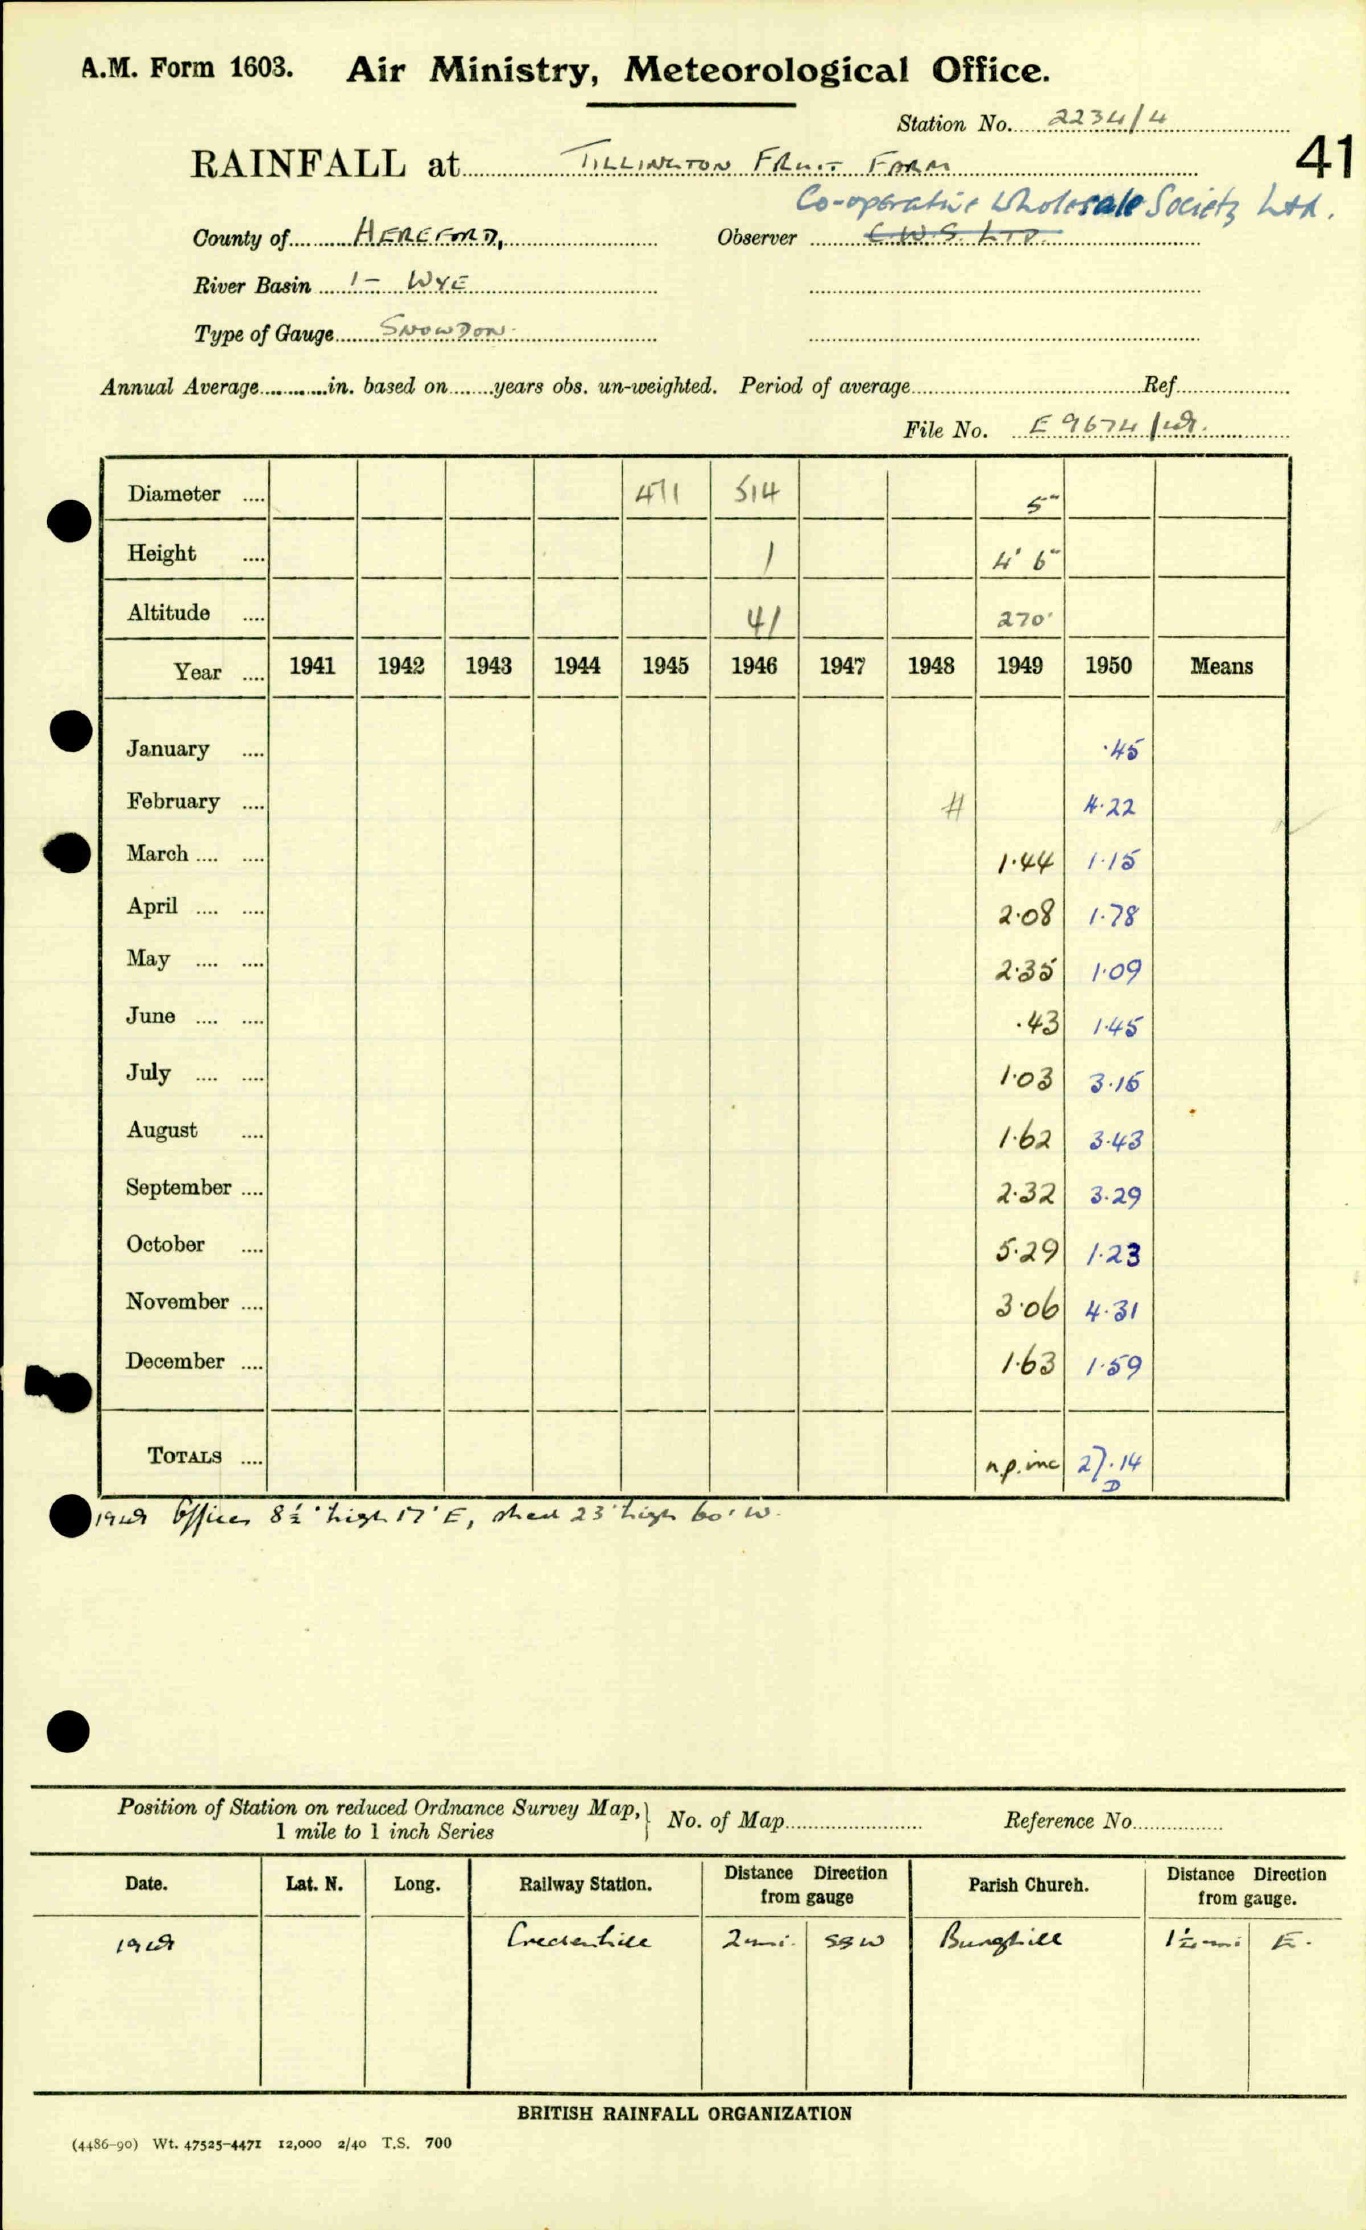 A.M. Form 1603. Air Ministry, Meteorological Office.
Station No. 2234/4
41
RAINFALL at TILLINGTON FRUIT FARM
Co-operative Wholesale Society Ltd.
County of HEREFORD, Observer C.W.S. LTD.
River Basin 1- WYE
Type of Gauge SNOWDON.
Annual Average............in. based on........years obs. un-weighted. Period of average........ Ref........
File No. E 9674/49.
Diameter .... 471 514 5"
Height .... 1 4' 6"
Altitude .... 41 270'
Year .... 1941 1942 1943 1944 1945 1946 1947 1948 1949 1950 Means
January .... .45
February .... 4.22
March .... .... 1.44 1.15
April .... .... 2.08 1.78
May .... .... 2.35 1.09
June .... .... .43 1.45
July .... .... 1.03 3.16
August .... 1.62 3.43
September .... 2.32 3.29
October .... 5.29 1.23
November .... 3.06 4.31
December .... 1.63 1.59
TOTALS .... n.p. inc 27.14
D
1949 Offices 8½' high 17' E, shed 23' high 60' W.
Position of Station on reduced Ordnance Survey Map, } No. of Map........ Reference No........
1 mile to 1 inch Series
Date. Lat. N. Long. Railway Station. Distance Direction from gauge Parish Church. Distance Direction from gauge.
1949 Credenhill 2 mi. SSW Burghill 1¼ mi E.
BRITISH RAINFALL ORGANIZATION
(4486-90) Wt. 47525-4471 12,000 2/40 T.S. 700